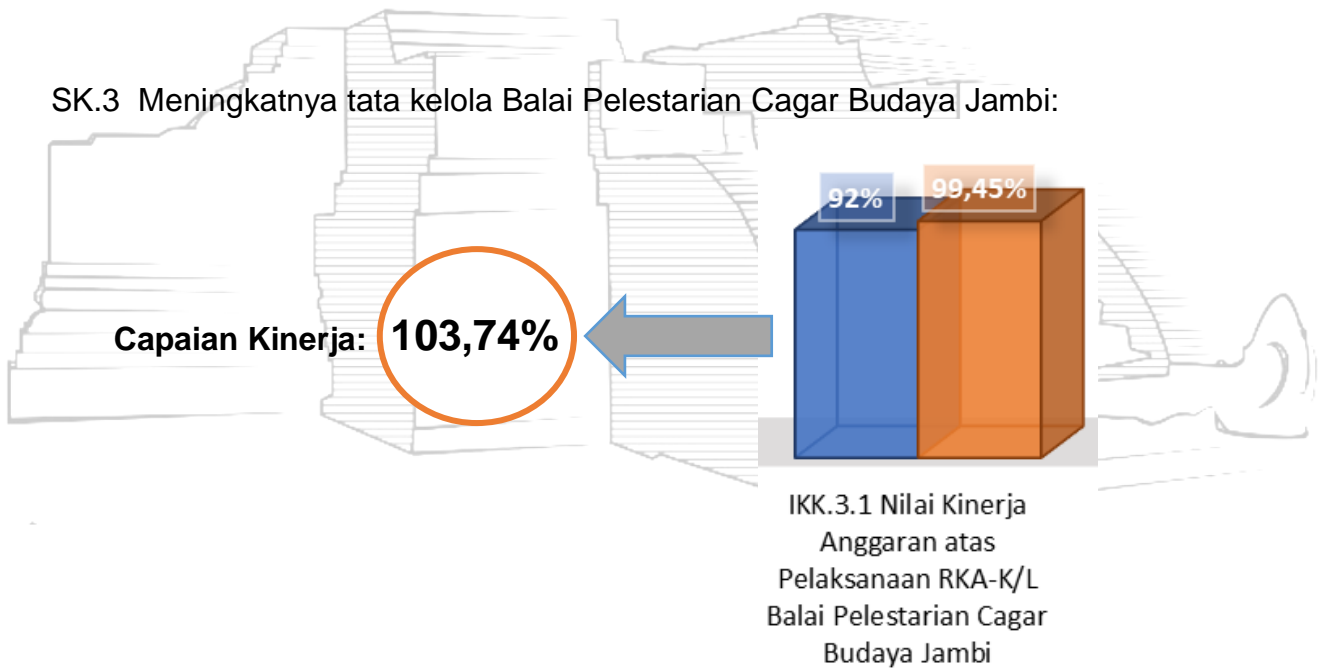 SK.3 Meningkatnya tata kelola Balai Pelestarian Cagar Budaya Jambi:
92%
99,45%
Capaian Kinerja: 103,74%
IKK.3.1 Nilai Kinerja
Anggaran atas
Pelaksanaan RKA-K/L
Balai Pelestarian Cagar
Budaya Jambi